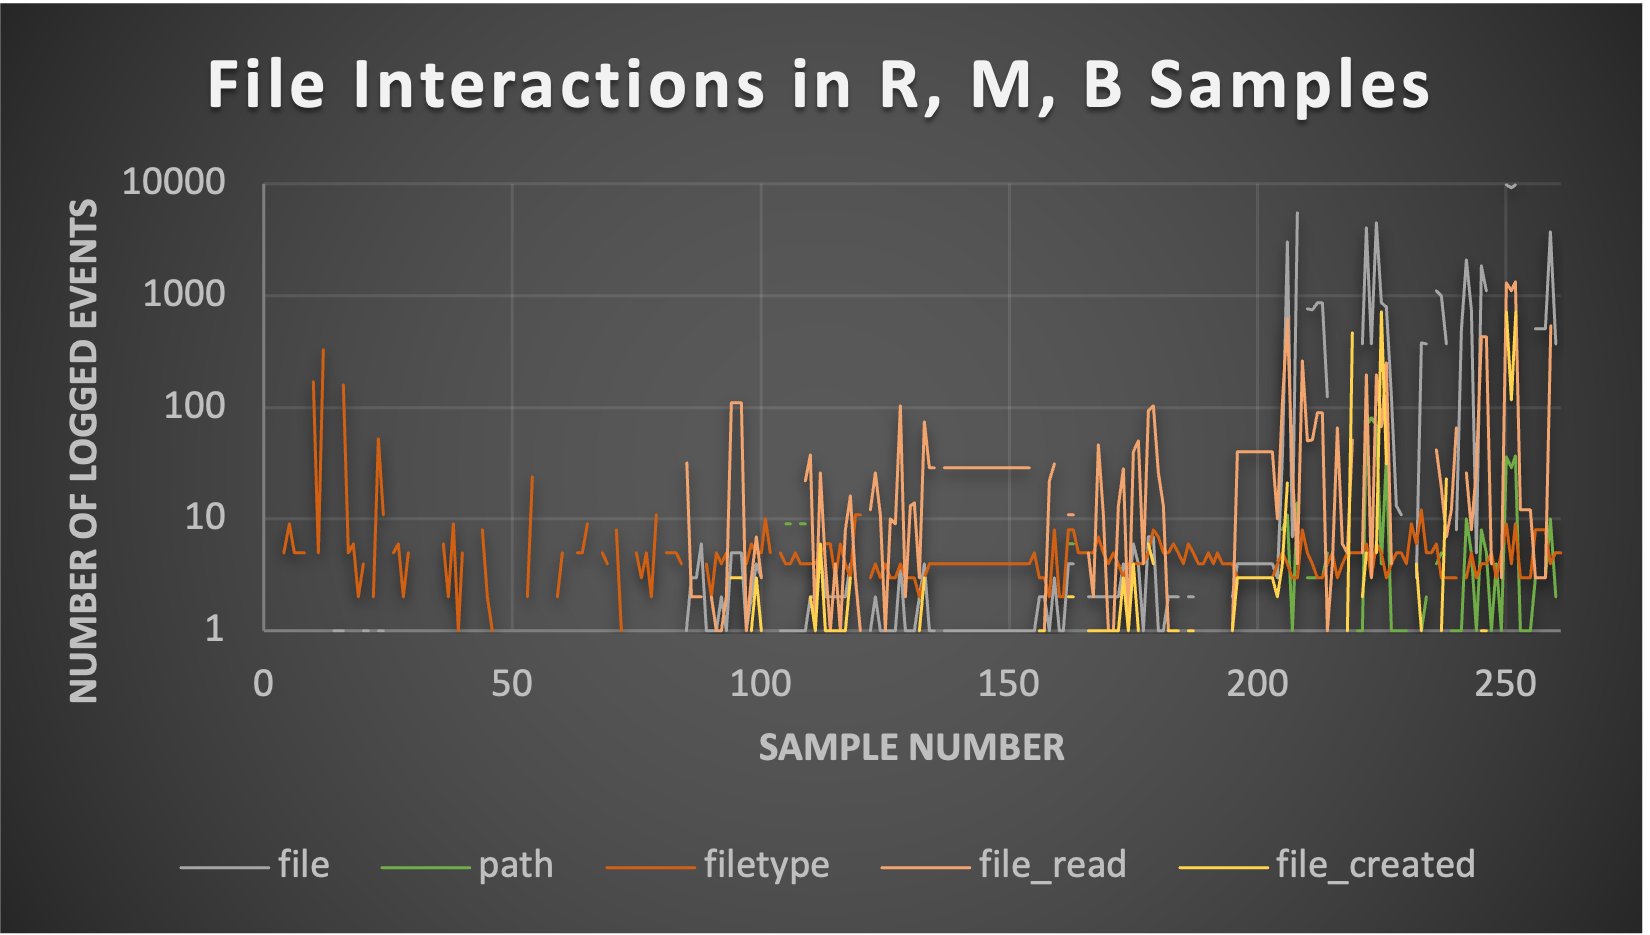 File Interactions in R, M, B Samples
NUMBER OF LOGGED EVENTS
10000
1000
100
10
1
0 50 100 150 200 250
SAMPLE NUMBER
file path filetype file_read file_created